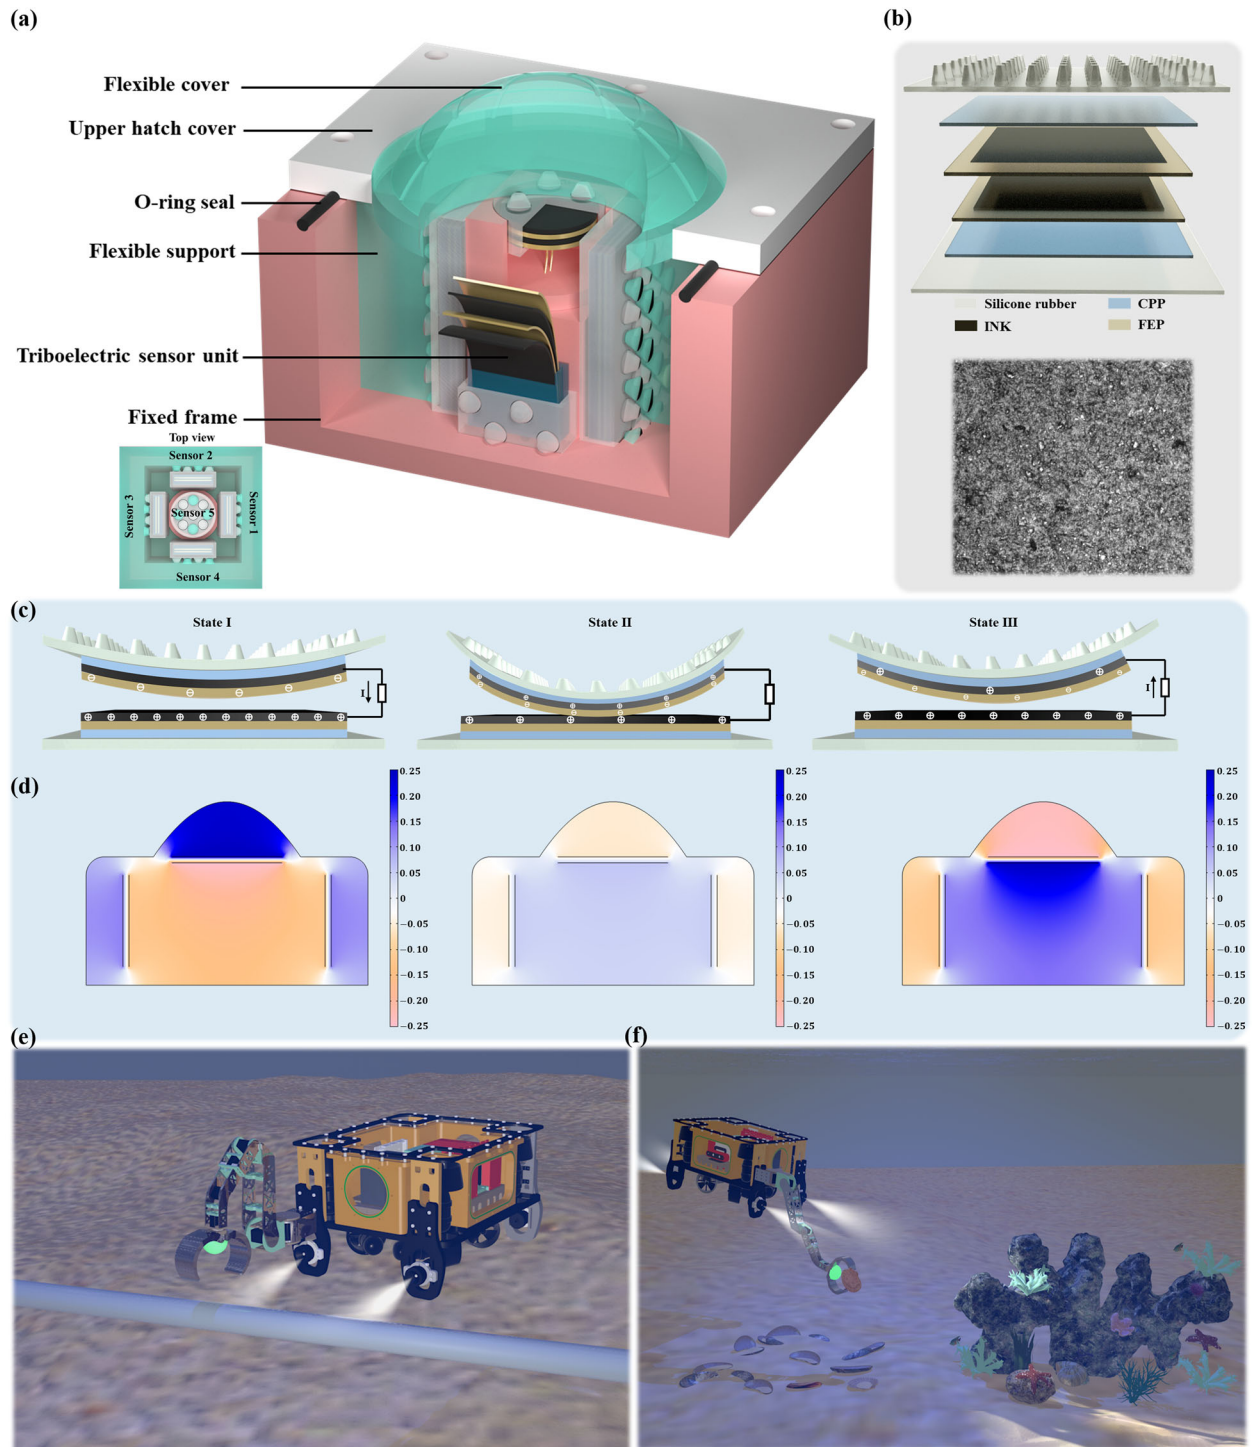 (a)
Flexible cover
Upper hatch cover
O-ring seal
Flexible support
Triboelectric sensor unit
Fixed frame
Top view
Sensor 2
Sensor 3
Sensor 5
Sensor 1
Sensor 4
(b)
Silicone rubber
CPP
INK
FEP
(c)
State I
State II
State III
I
I
(d)
0.25
0.20
0.15
0.10
0.05
0
−0.05
−0.10
−0.15
−0.20
−0.25
0.25
0.20
0.15
0.10
0.05
0
−0.05
−0.10
−0.15
−0.20
−0.25
0.25
0.20
0.15
0.10
0.05
0
−0.05
−0.10
−0.15
−0.20
−0.25
(e)
(f)